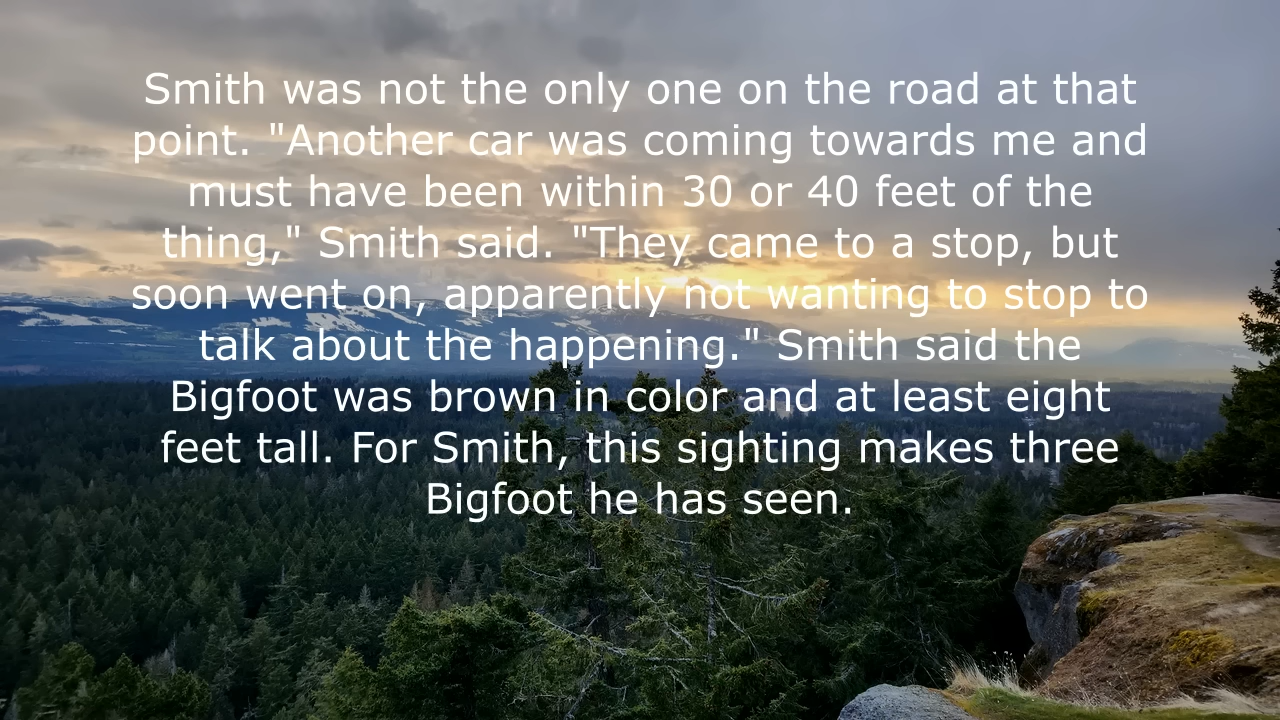 Smith was not the only one on the road at that
point. "Another car was coming towards me and
must have been within 30 or 40 feet of the
thing," Smith said. "They came to a stop, but
soon went on, apparently not wanting to stop to
talk about the happening." Smith said the
Bigfoot was brown in color and at least eight
feet tall. For Smith, this sighting makes three
Bigfoot he has seen.